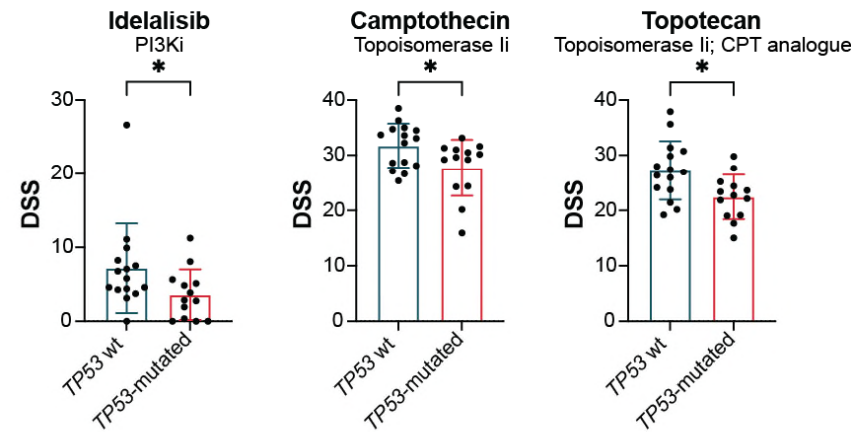 Idelalisib
PI3Ki
*
DSS
30
20
10
0
TP53 wt
TP53-mutated
Camptothecin
Topoisomerase Ii
*
DSS
40
30
20
10
0
TP53 wt
TP53-mutated
Topotecan
Topoisomerase Ii; CPT analogue
*
DSS
40
30
20
10
0
TP53 wt
TP53-mutated